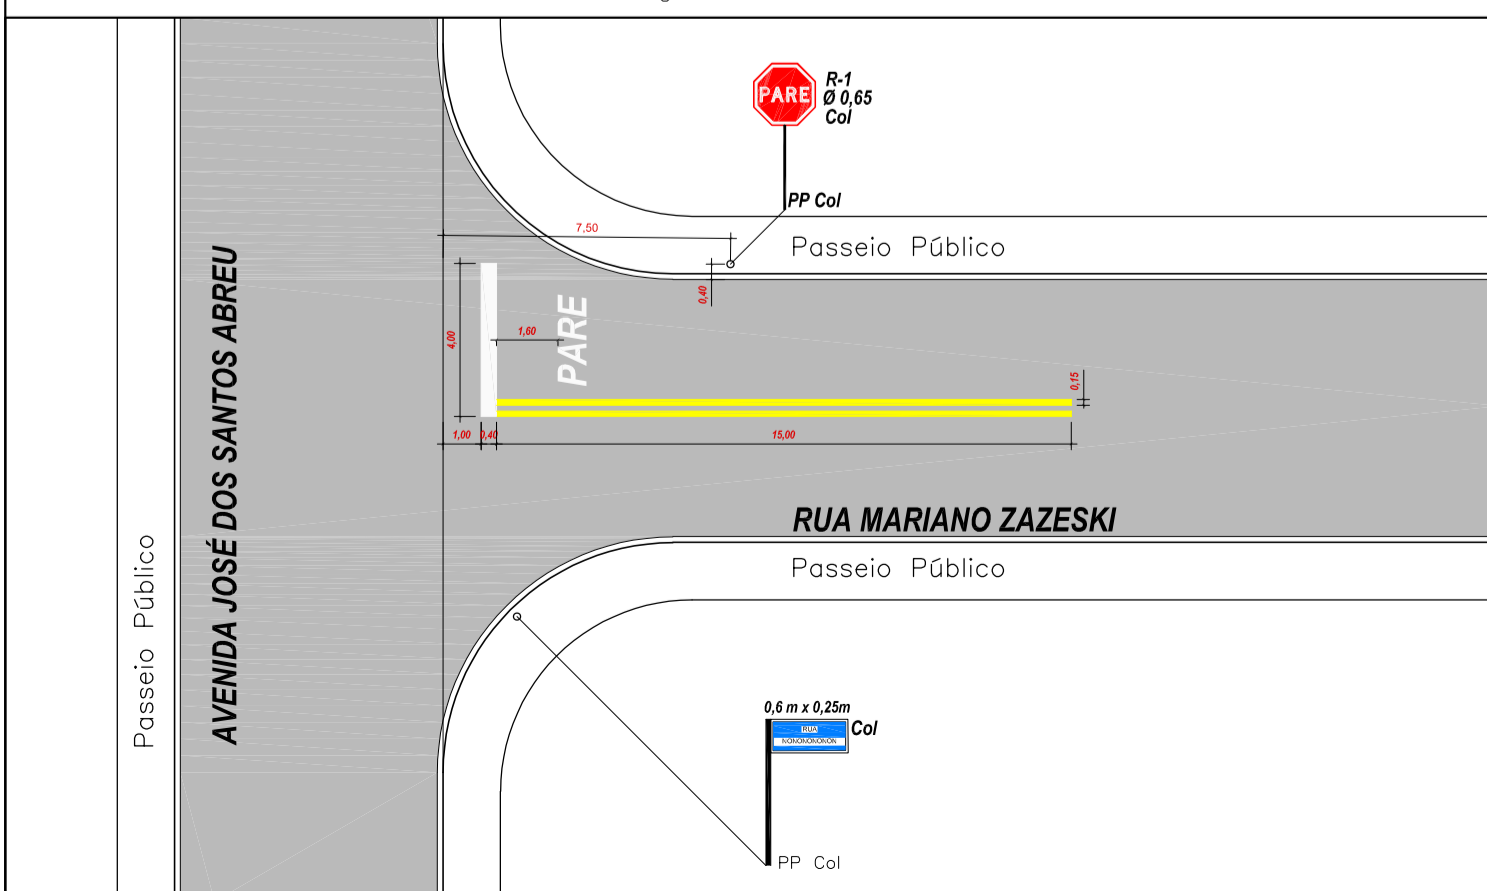 PARE
R-1
Ø 0,65
Col
PP Col
7,50
Passeio Público
0,40
4,00
1,60
PARE
0,15
1,00
0,40
15,00
AVENIDA JOSÉ DOS SANTOS ABREU
RUA MARIANO ZAZESKI
Passeio Público
Passeio Público
0,6 m x 0,25m
RUA
NONONONONON
Col
PP Col